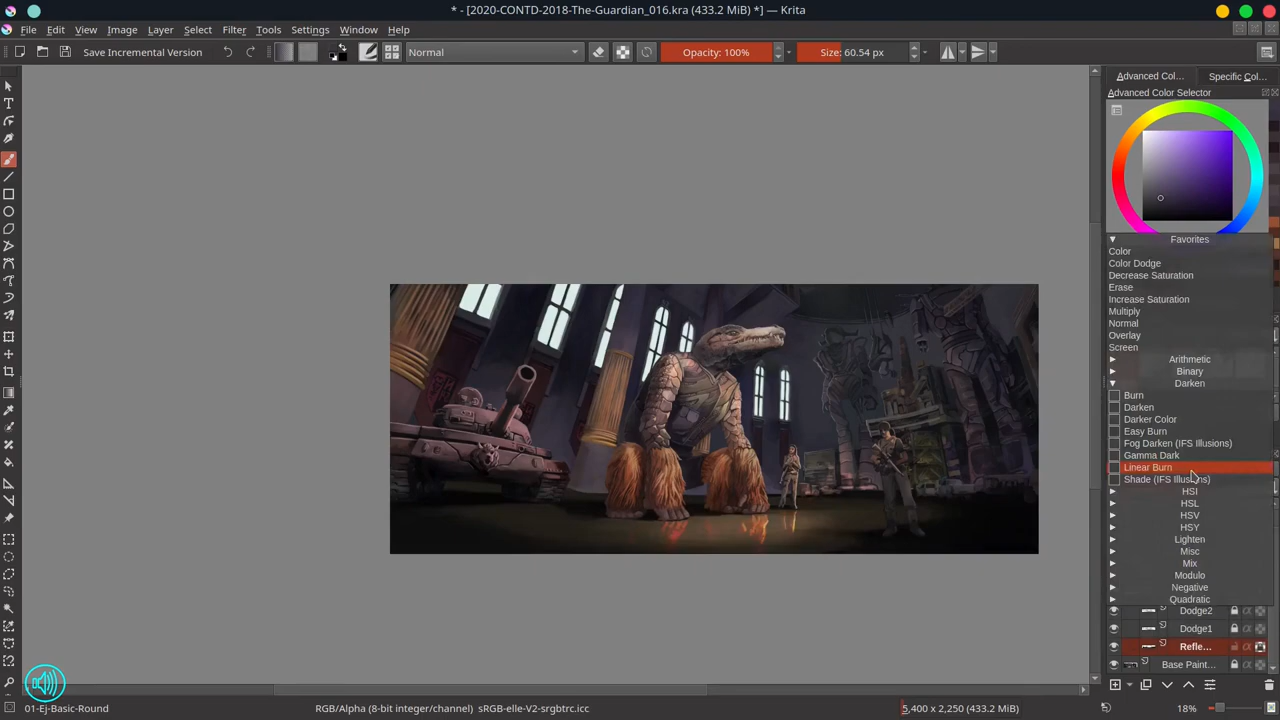 * - [2020-CONTD-2018-The-Guardian_016.kra (433.2 MiB) *] — Krita
File Edit View Image Layer Select Filter Tools Settings Window Help
Save Incremental Version Normal Opacity: 100% Size: 60.54 px
Advanced Col... Specific Col...
Advanced Color Selector
Favorites
Color
Color Dodge
Decrease Saturation
Erase
Increase Saturation
Multiply
Normal
Overlay
Screen
Arithmetic
Binary
Darken
Burn
Darken
Darker Color
Easy Burn
Fog Darken (IFS Illusions)
Gamma Dark
Linear Burn
Shade (IFS Illusions)
HSI
HSL
HSV
HSY
Lighten
Misc
Mix
Modulo
Negative
Quadratic
Dodge2
Dodge1
Refle...
Base Paint...
01-Ej-Basic-Round RGB/Alpha (8-bit integer/channel) sRGB-elle-V2-srgbtrc.icc 5,400 x 2,250 (433.2 MiB) 18%